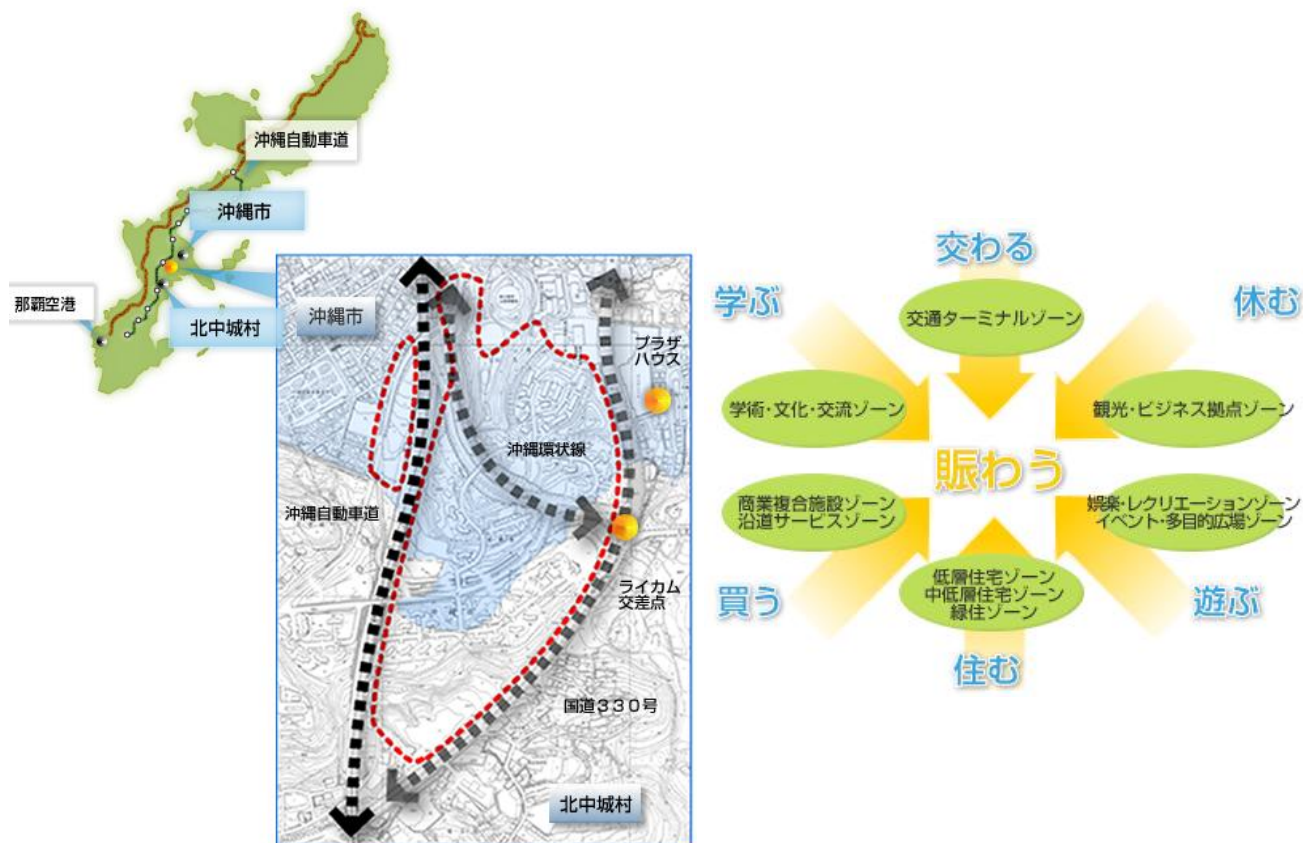 沖縄自動車道
沖縄市
那覇空港
北中城村
沖縄市
プラザ
ハウス
沖縄環状線
沖縄自動車道
ライカム
交差点
国道330号
北中城村
交わる
学ぶ
休む
交通ターミナルゾーン
学術・文化・交流ゾーン
観光・ビジネス拠点ゾーン
賑わう
商業複合施設ゾーン
沿道サービスゾーン
娯楽・レクリエーションゾーン
イベント・多目的広場ゾーン
低層住宅ゾーン
中低層住宅ゾーン
緑住ゾーン
買う
遊ぶ
住む